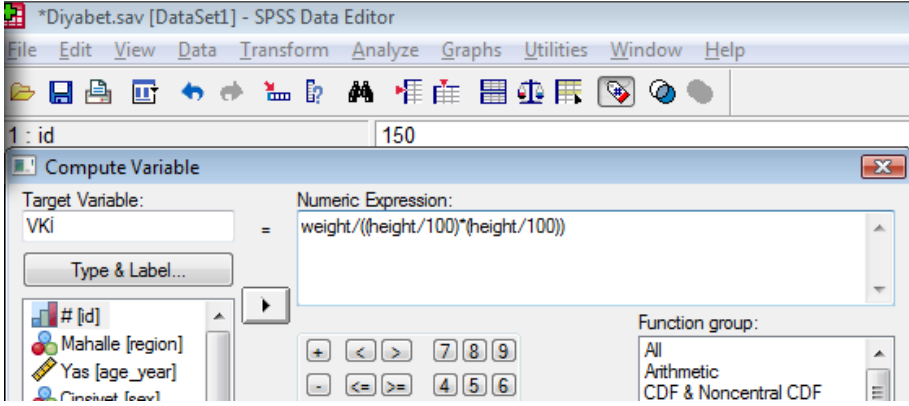 *Diyabet.sav [DataSet1] - SPSS Data Editor
File Edit View Data Transform Analyze Graphs Utilities Window Help
1 : id 150
Compute Variable
Target Variable: Numeric Expression:
VKİ = weight/((height/100)*(height/100))
Type & Label...
# [id]
Function group:
Mahalle [region] + < > 7 8 9 All
Yas [age_year] Arithmetic
Cinsiyet [sex] - <= >= 4 5 6 CDF & Noncentral CDF